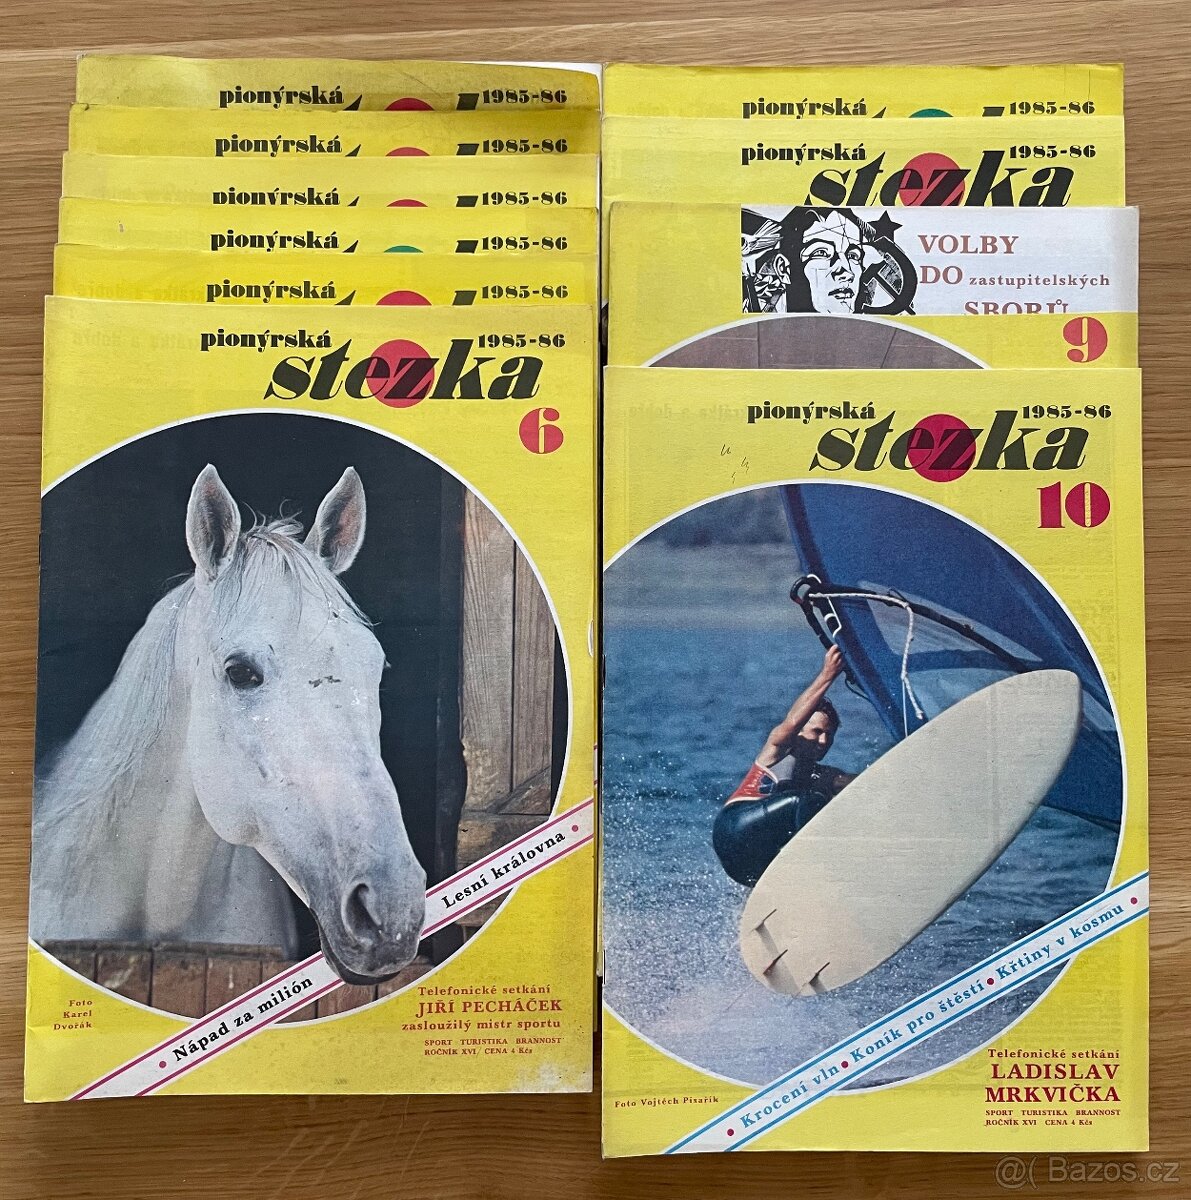 pionýrská 1985-86
pionýrská 1985-86
pionýrská 1985-86
pionýrská 1985-86
pionýrská 1985-86
pionýrská 1985-86
stezka
6
Lesní královna •
• Nápad za milión
Foto
Karel
Dvořák
Telefonické setkání
JIŘÍ PECHÁČEK
zasloužilý mistr sportu
SPORT TURISTIKA BRANNOST
ROČNÍK XVI / CENA 4 Kčs
pionýrská 1985-86
pionýrská 1985-86
stezka
VOLBY
DO zastupitelských
SBORŮ
9
pionýrská 1985-86
stezka
10
• Krocení vln • Koník pro štěstí • Křtiny v kosmu •
Telefonické setkání
LADISLAV
MRKVIČKA
SPORT TURISTIKA BRANNOST
ROČNÍK XVI CENA 4 Kčs
Foto Vojtěch Písařík
@( Bazos.cz